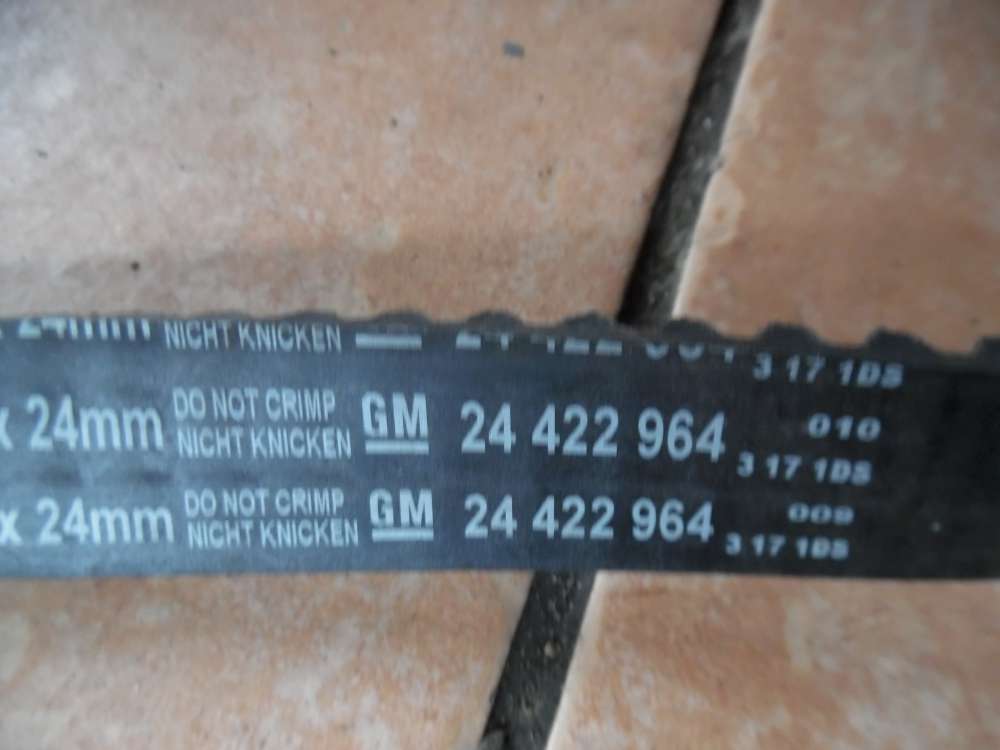 24mm NICHT KNICKEN
3 17 1DS
x 24mm DO NOT CRIMP NICHT KNICKEN GM 24 422 964 010
3 17 1DS
x 24mm DO NOT CRIMP NICHT KNICKEN GM 24 422 964 009
3 17 1DS